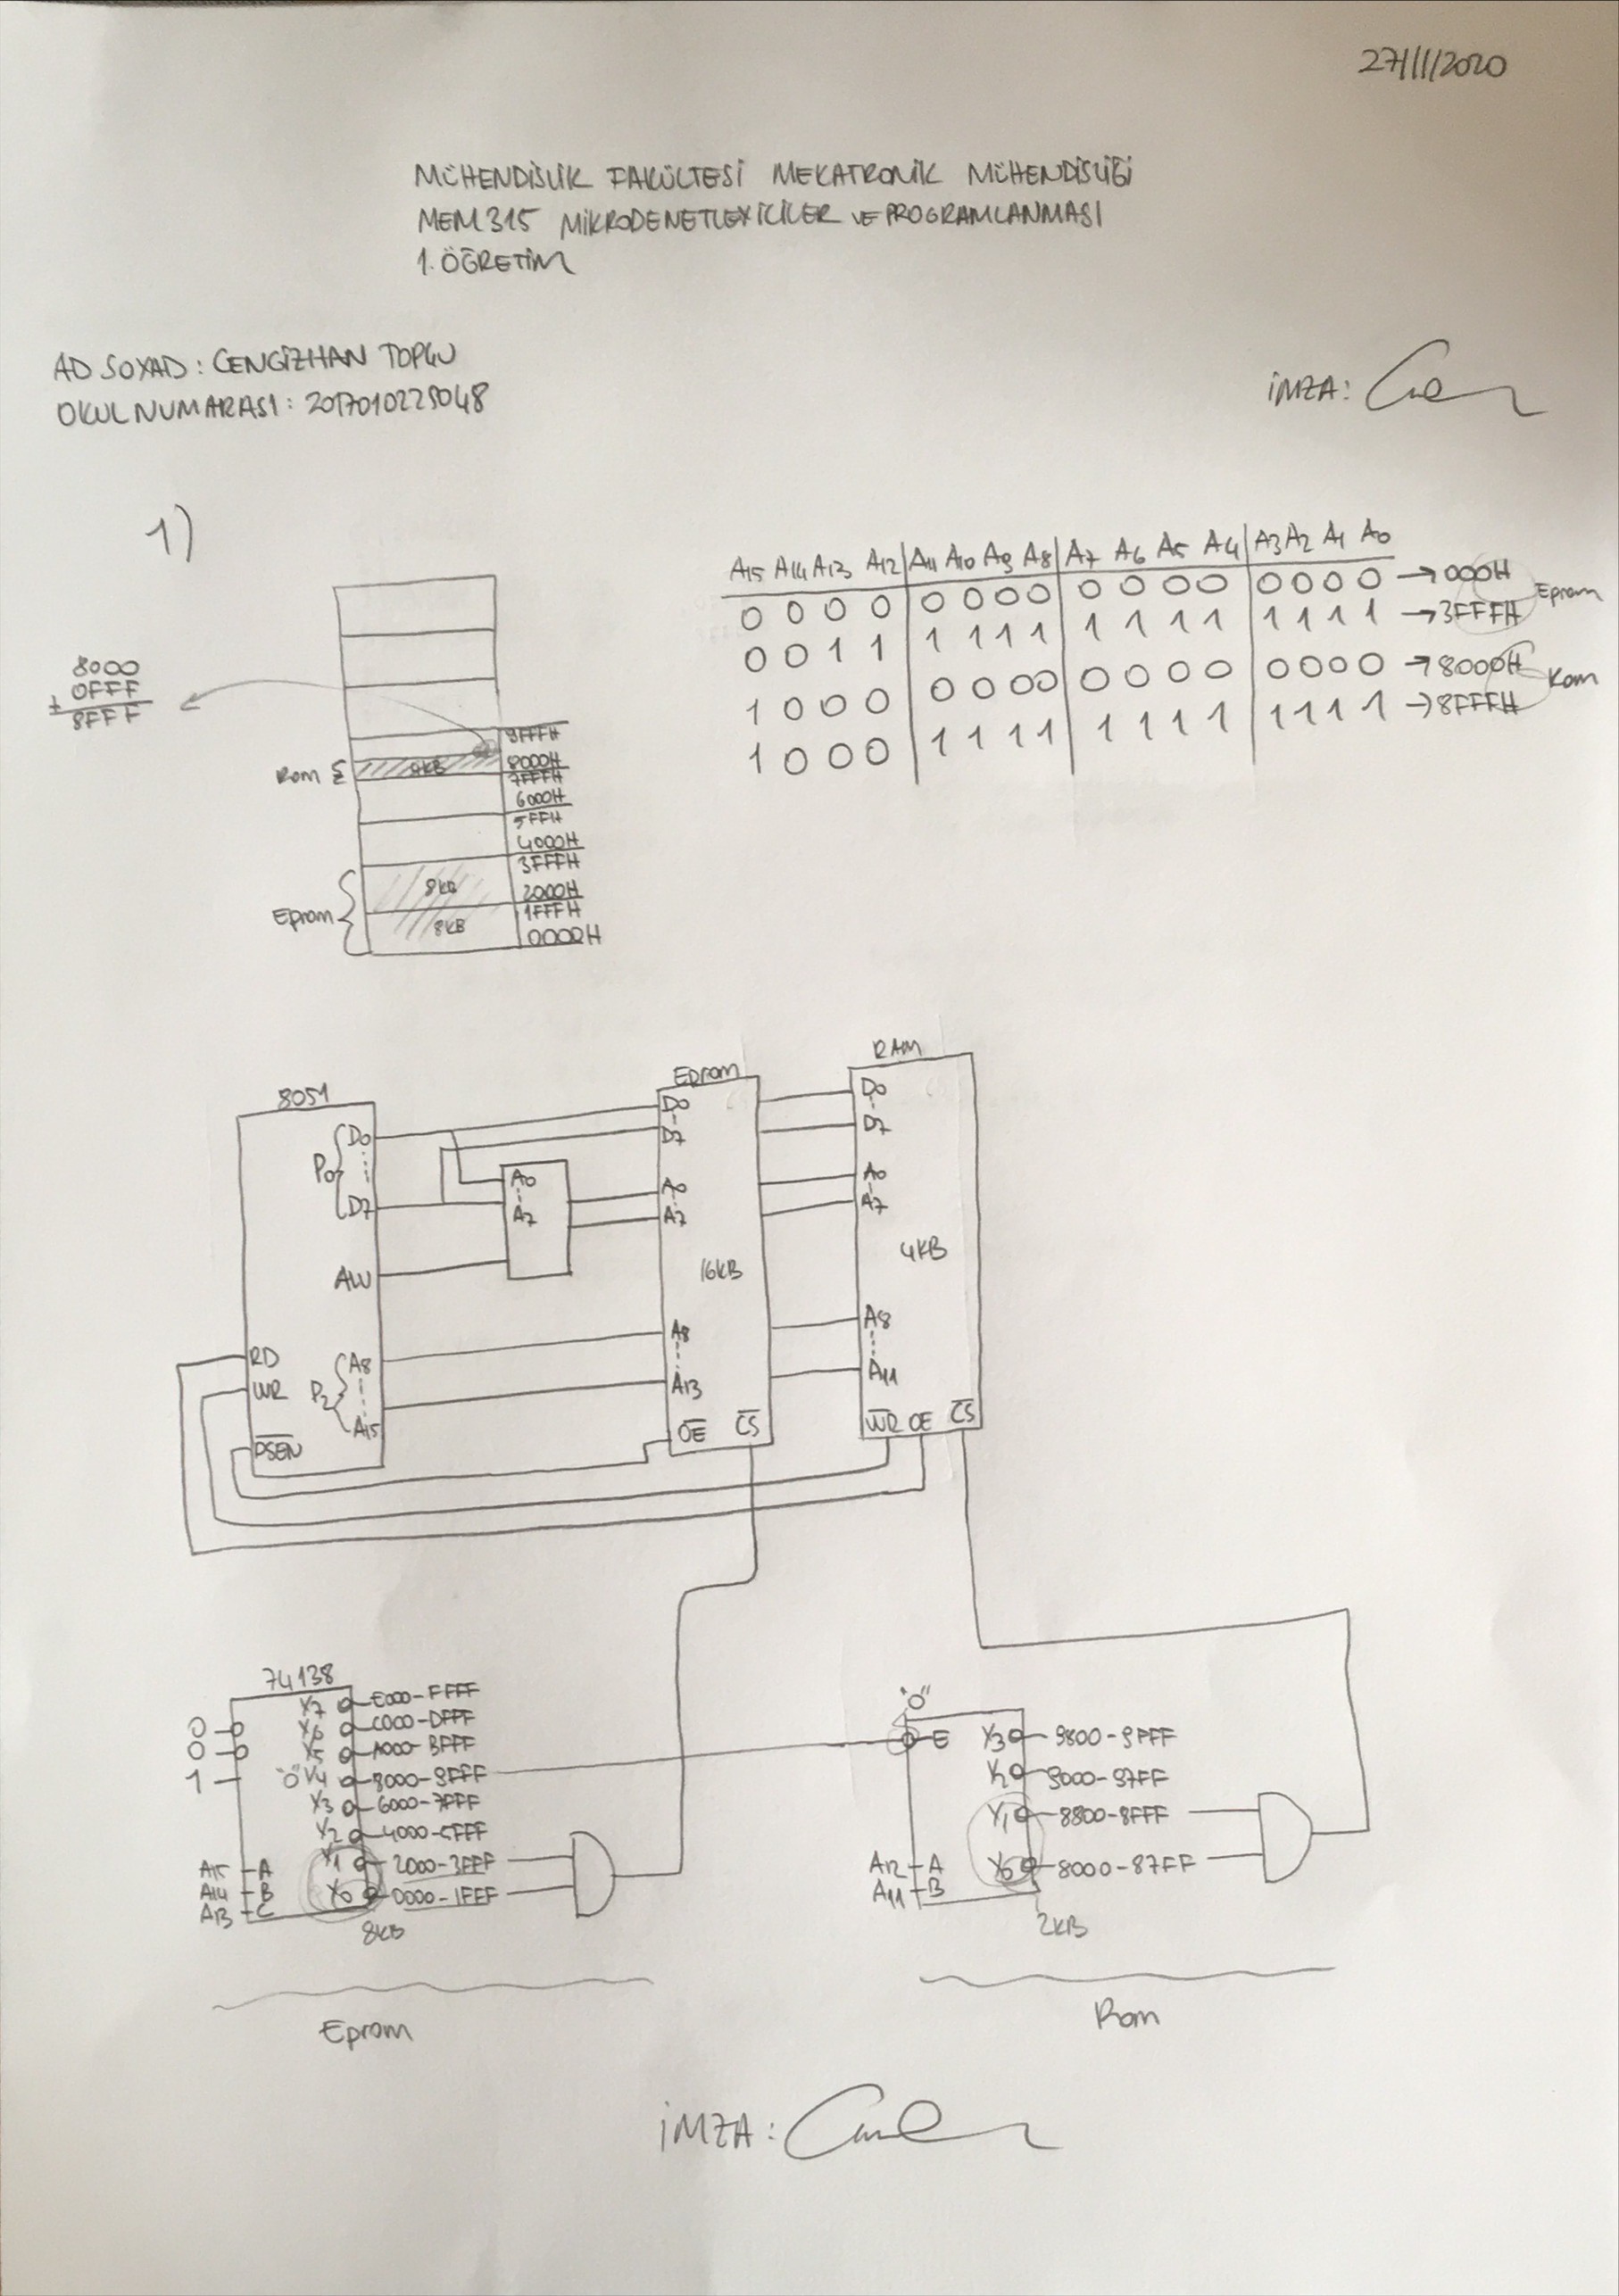 27/11/2020
MÜHENDİSLİK FAKÜLTESİ MEKATRONİK MÜHENDİSLİĞİ
MEM315 MİKRODENETLEYİCİLER VE PROGRAMLANMASI
1. ÖĞRETİM
AD SOYAD : CENGİZHAN TOPÇU
OKUL NUMARASI : 2017010225048
İMZA :
1)
A15 A14 A13 A12 A11 A10 A9 A8 A7 A6 A5 A4 A3 A2 A1 A0
0 0 0 0 0 0 0 0 0 0 0 0 0 0 0 0 → 000H
Eprom
0 0 1 1 1 1 1 1 1 1 1 1 1 1 1 1 → 3FFFH
1 0 0 0 0 0 0 0 0 0 0 0 0 0 0 0 → 8000H
1 0 0 0 1 1 1 1 1 1 1 1 1 1 1 1 → 8FFFH
8000
+ 0FFF
8FFF
9FFFH
Ram 8000H
7FFFH
6000H
5FFH
4000H
3FFFH
8KB 2000H
Eprom 1FFFH
8KB 0000H
8051 Eprom RAM
P0 D0 D7
A0 A7
ALU
RD
WR
PSEN
P2 A8 A15
D0 D7
A0 A7
16KB
A8
A13
OE CS
D0
D7
A0
A7
4KB
A8
A11
WR OE CS
74138
0
0
1
Y7 E000-FFFF
Y6 C000-DFFF
Y5 A000-BFFF
"0" Y4 8000-9FFF
Y3 6000-7FFF
Y2 4000-5FFF
Y1 2000-3FFF
Y0 0000-1FFF
A15 A
A14 B
A13 C
8KB
Eprom
"0"
E Y3 9800-9FFF
9000-97FF
Y1 8800-8FFF
A12 A Y0 8000-87FF
A11 B
2KB
Ram
İMZA :